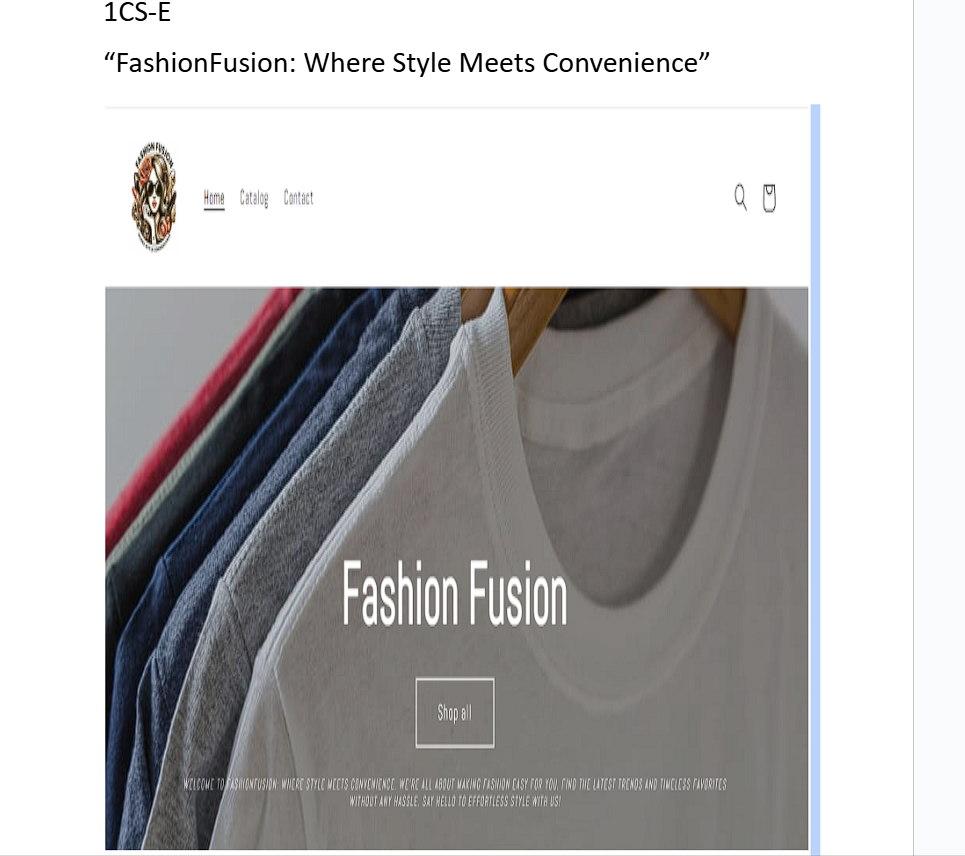 1CS-E
“FashionFusion: Where Style Meets Convenience”
FASHION FUSION
Home Catalog Contact
Fashion Fusion
Shop all
WELCOME TO FASHIONFUSION: WHERE STYLE MEETS CONVENIENCE. WE'RE ALL ABOUT MAKING FASHION EASY FOR YOU. FIND THE LATEST TRENDS AND TIMELESS FAVORITES
WITHOUT ANY HASSLE. SAY HELLO TO EFFORTLESS STYLE WITH US!